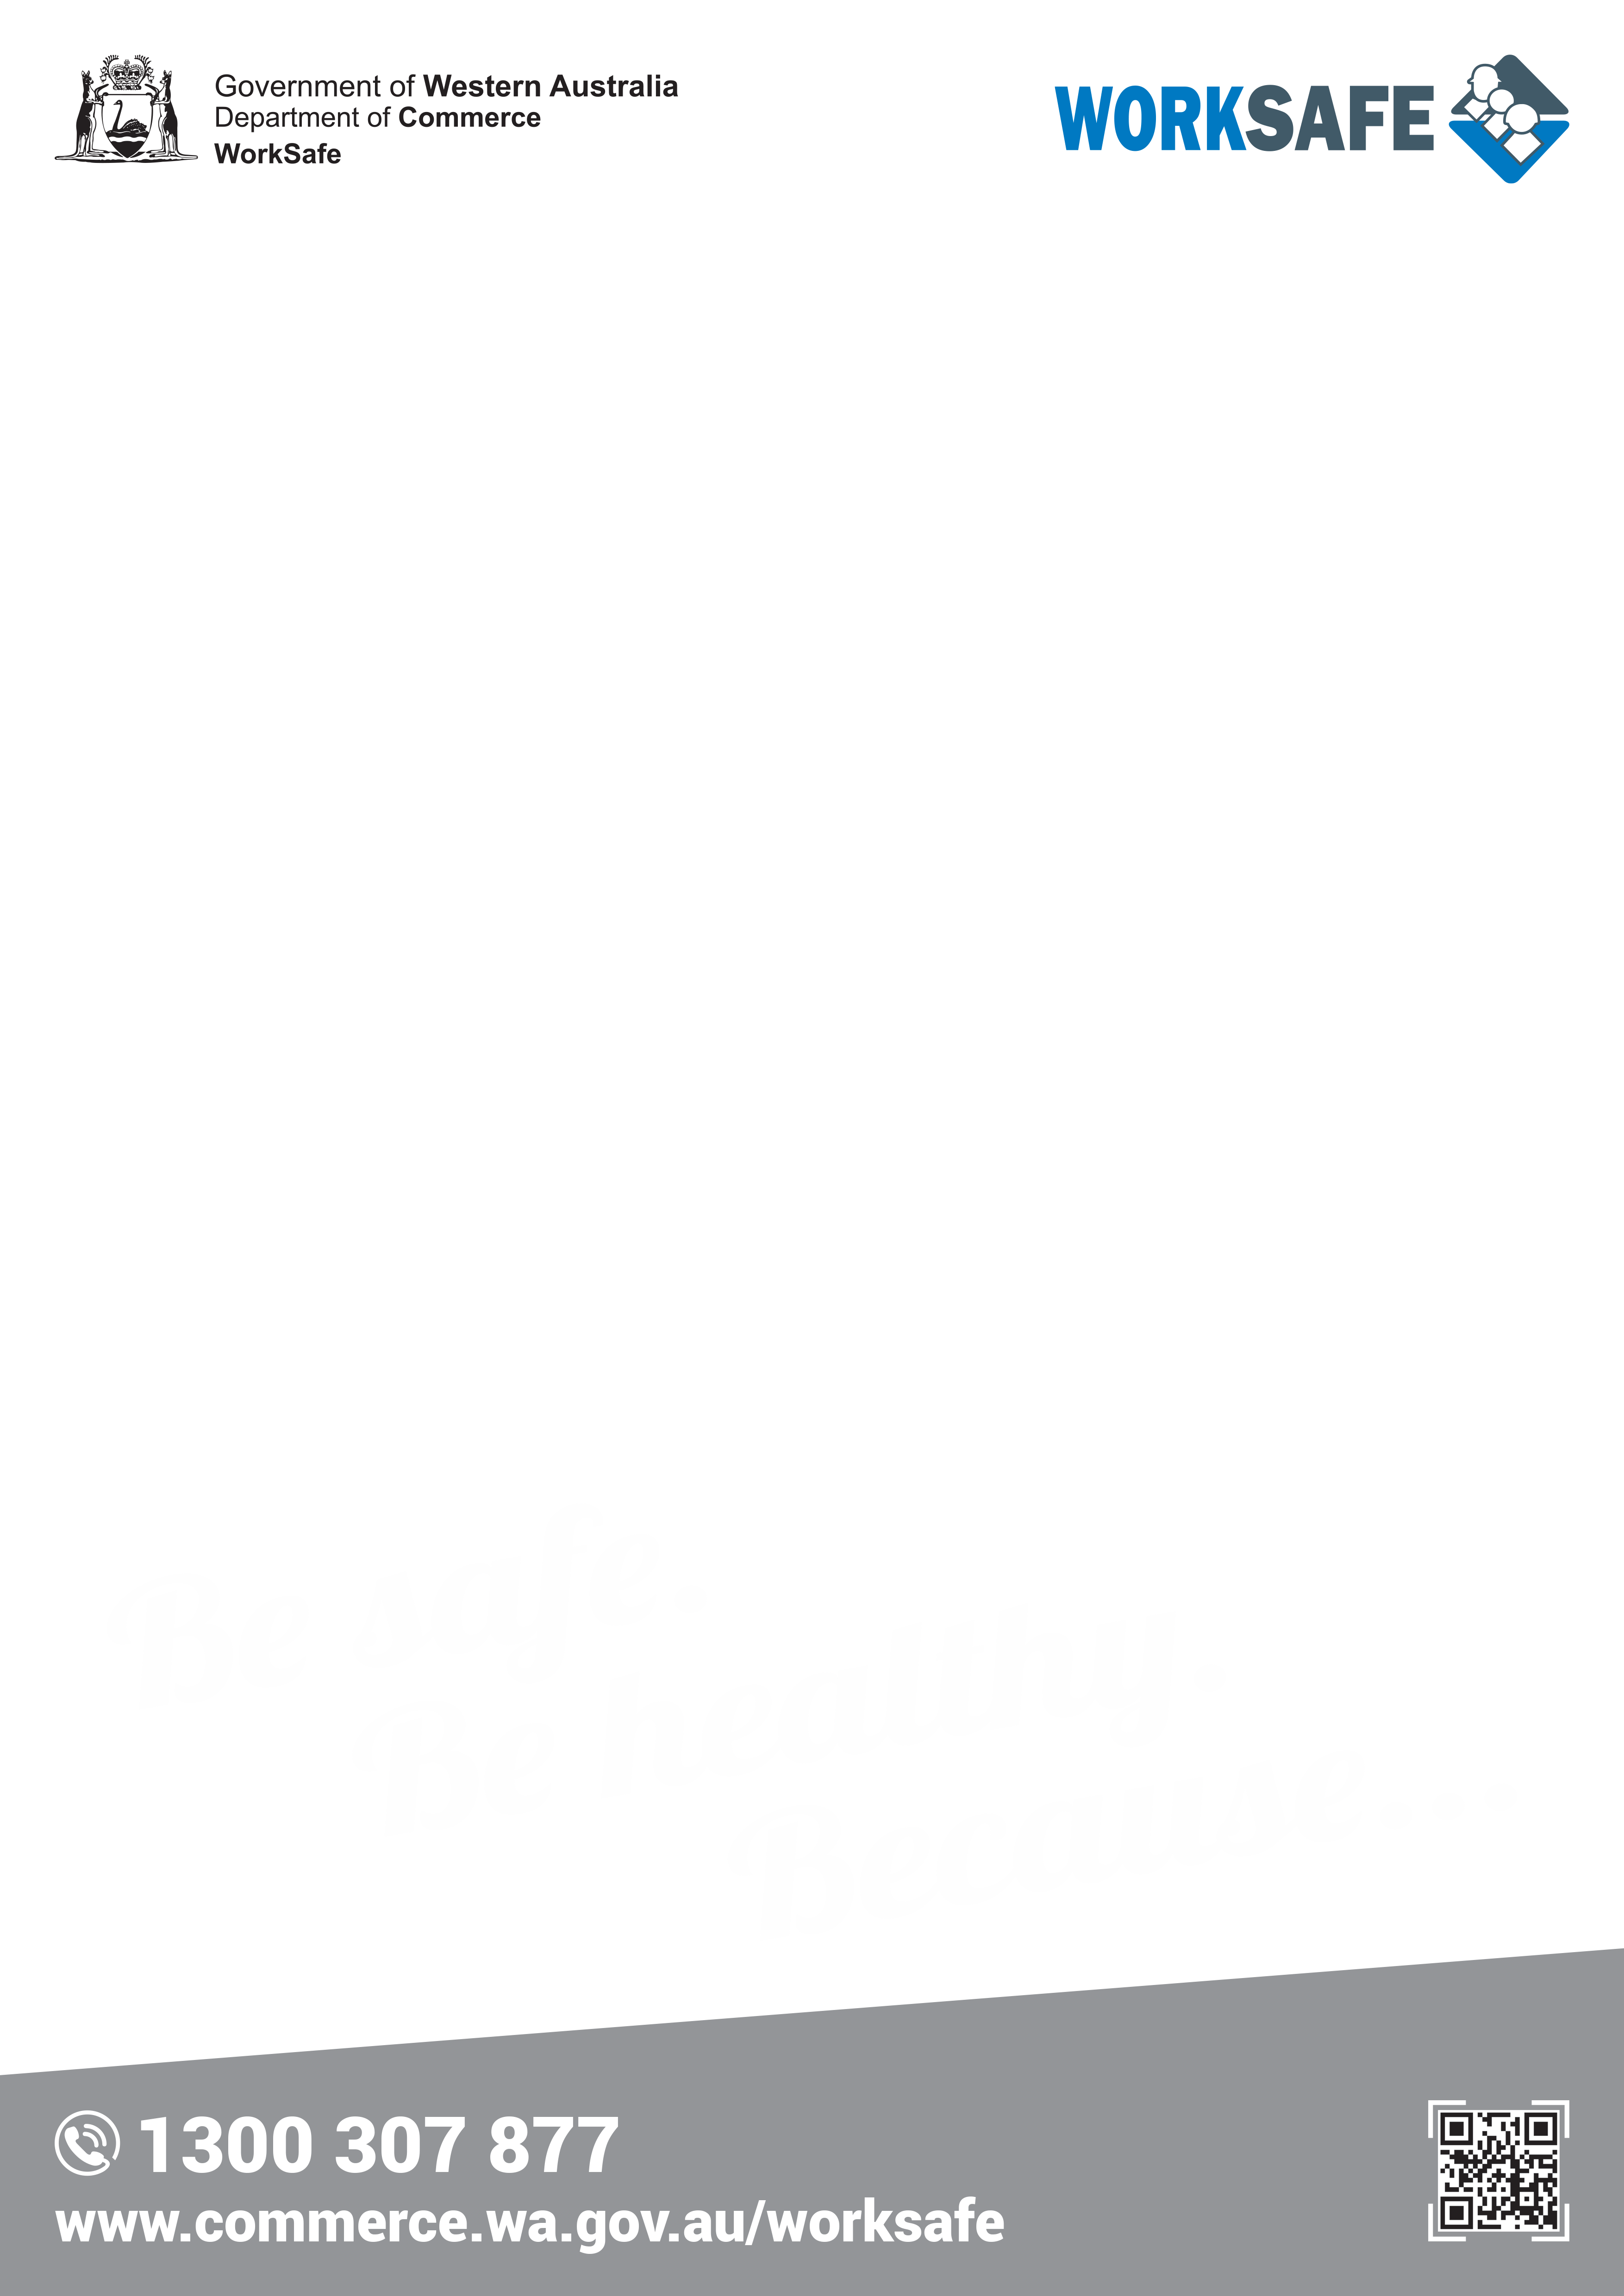 Government of Western Australia
Department of Commerce
WorkSafe
WORKSAFE
Be safe.
Be healthy.
Because...
1300 307 877
www.commerce.wa.gov.au/worksafe